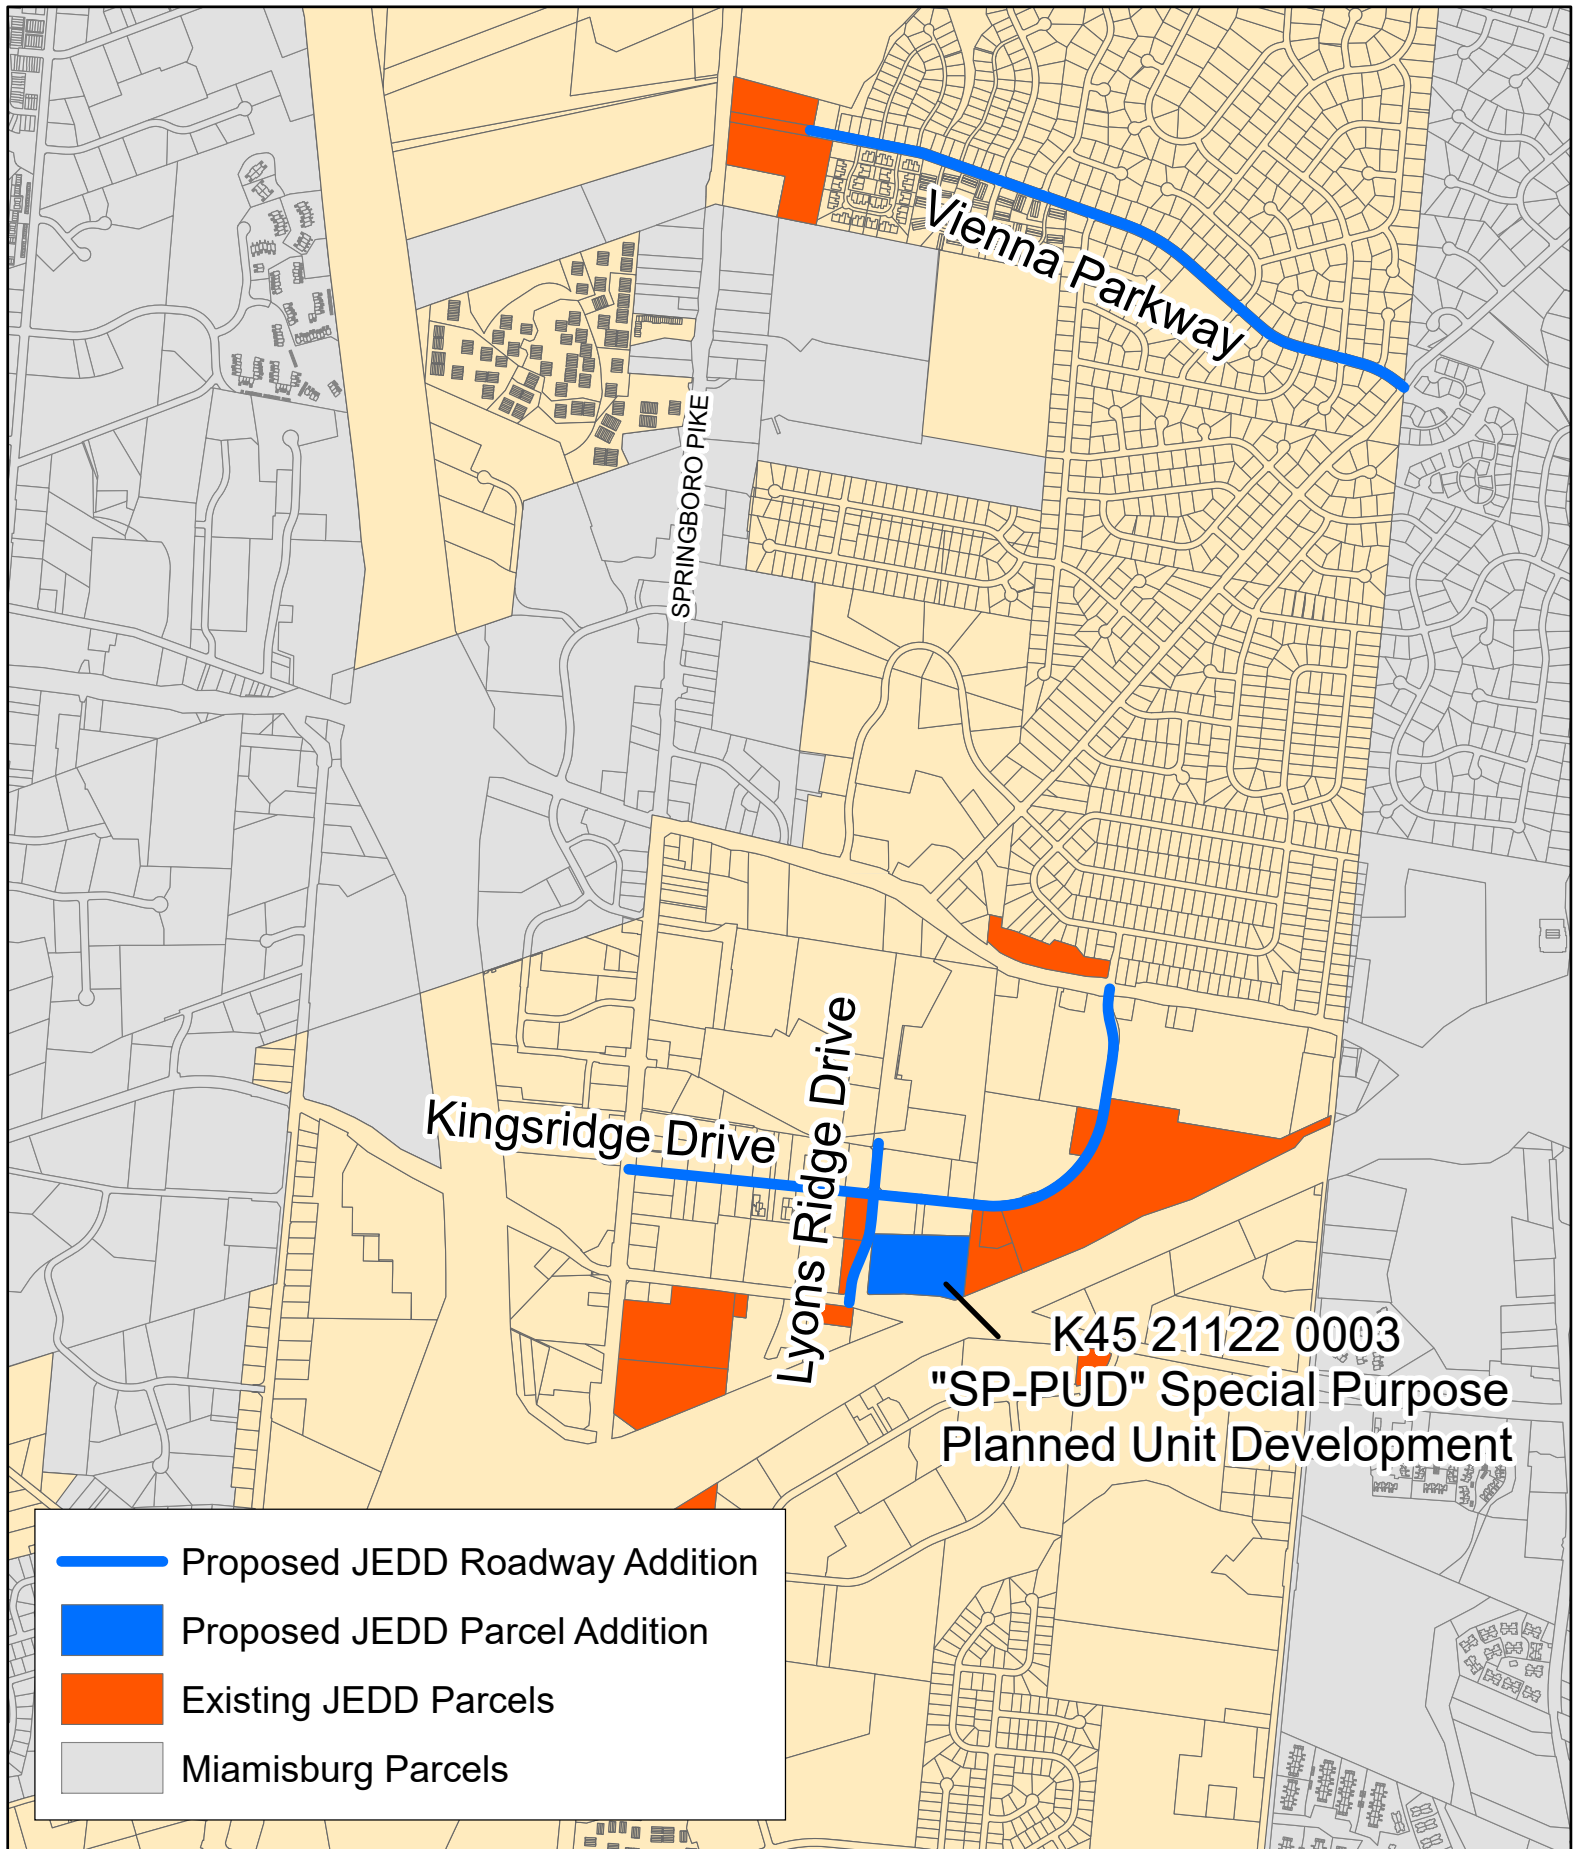 Vienna Parkway
SPRINGBORO PIKE
Lyons Ridge Drive
Kingsridge Drive
K45 21122 0003
"SP-PUD" Special Purpose
Planned Unit Development
Proposed JEDD Roadway Addition
Proposed JEDD Parcel Addition
Existing JEDD Parcels
Miamisburg Parcels